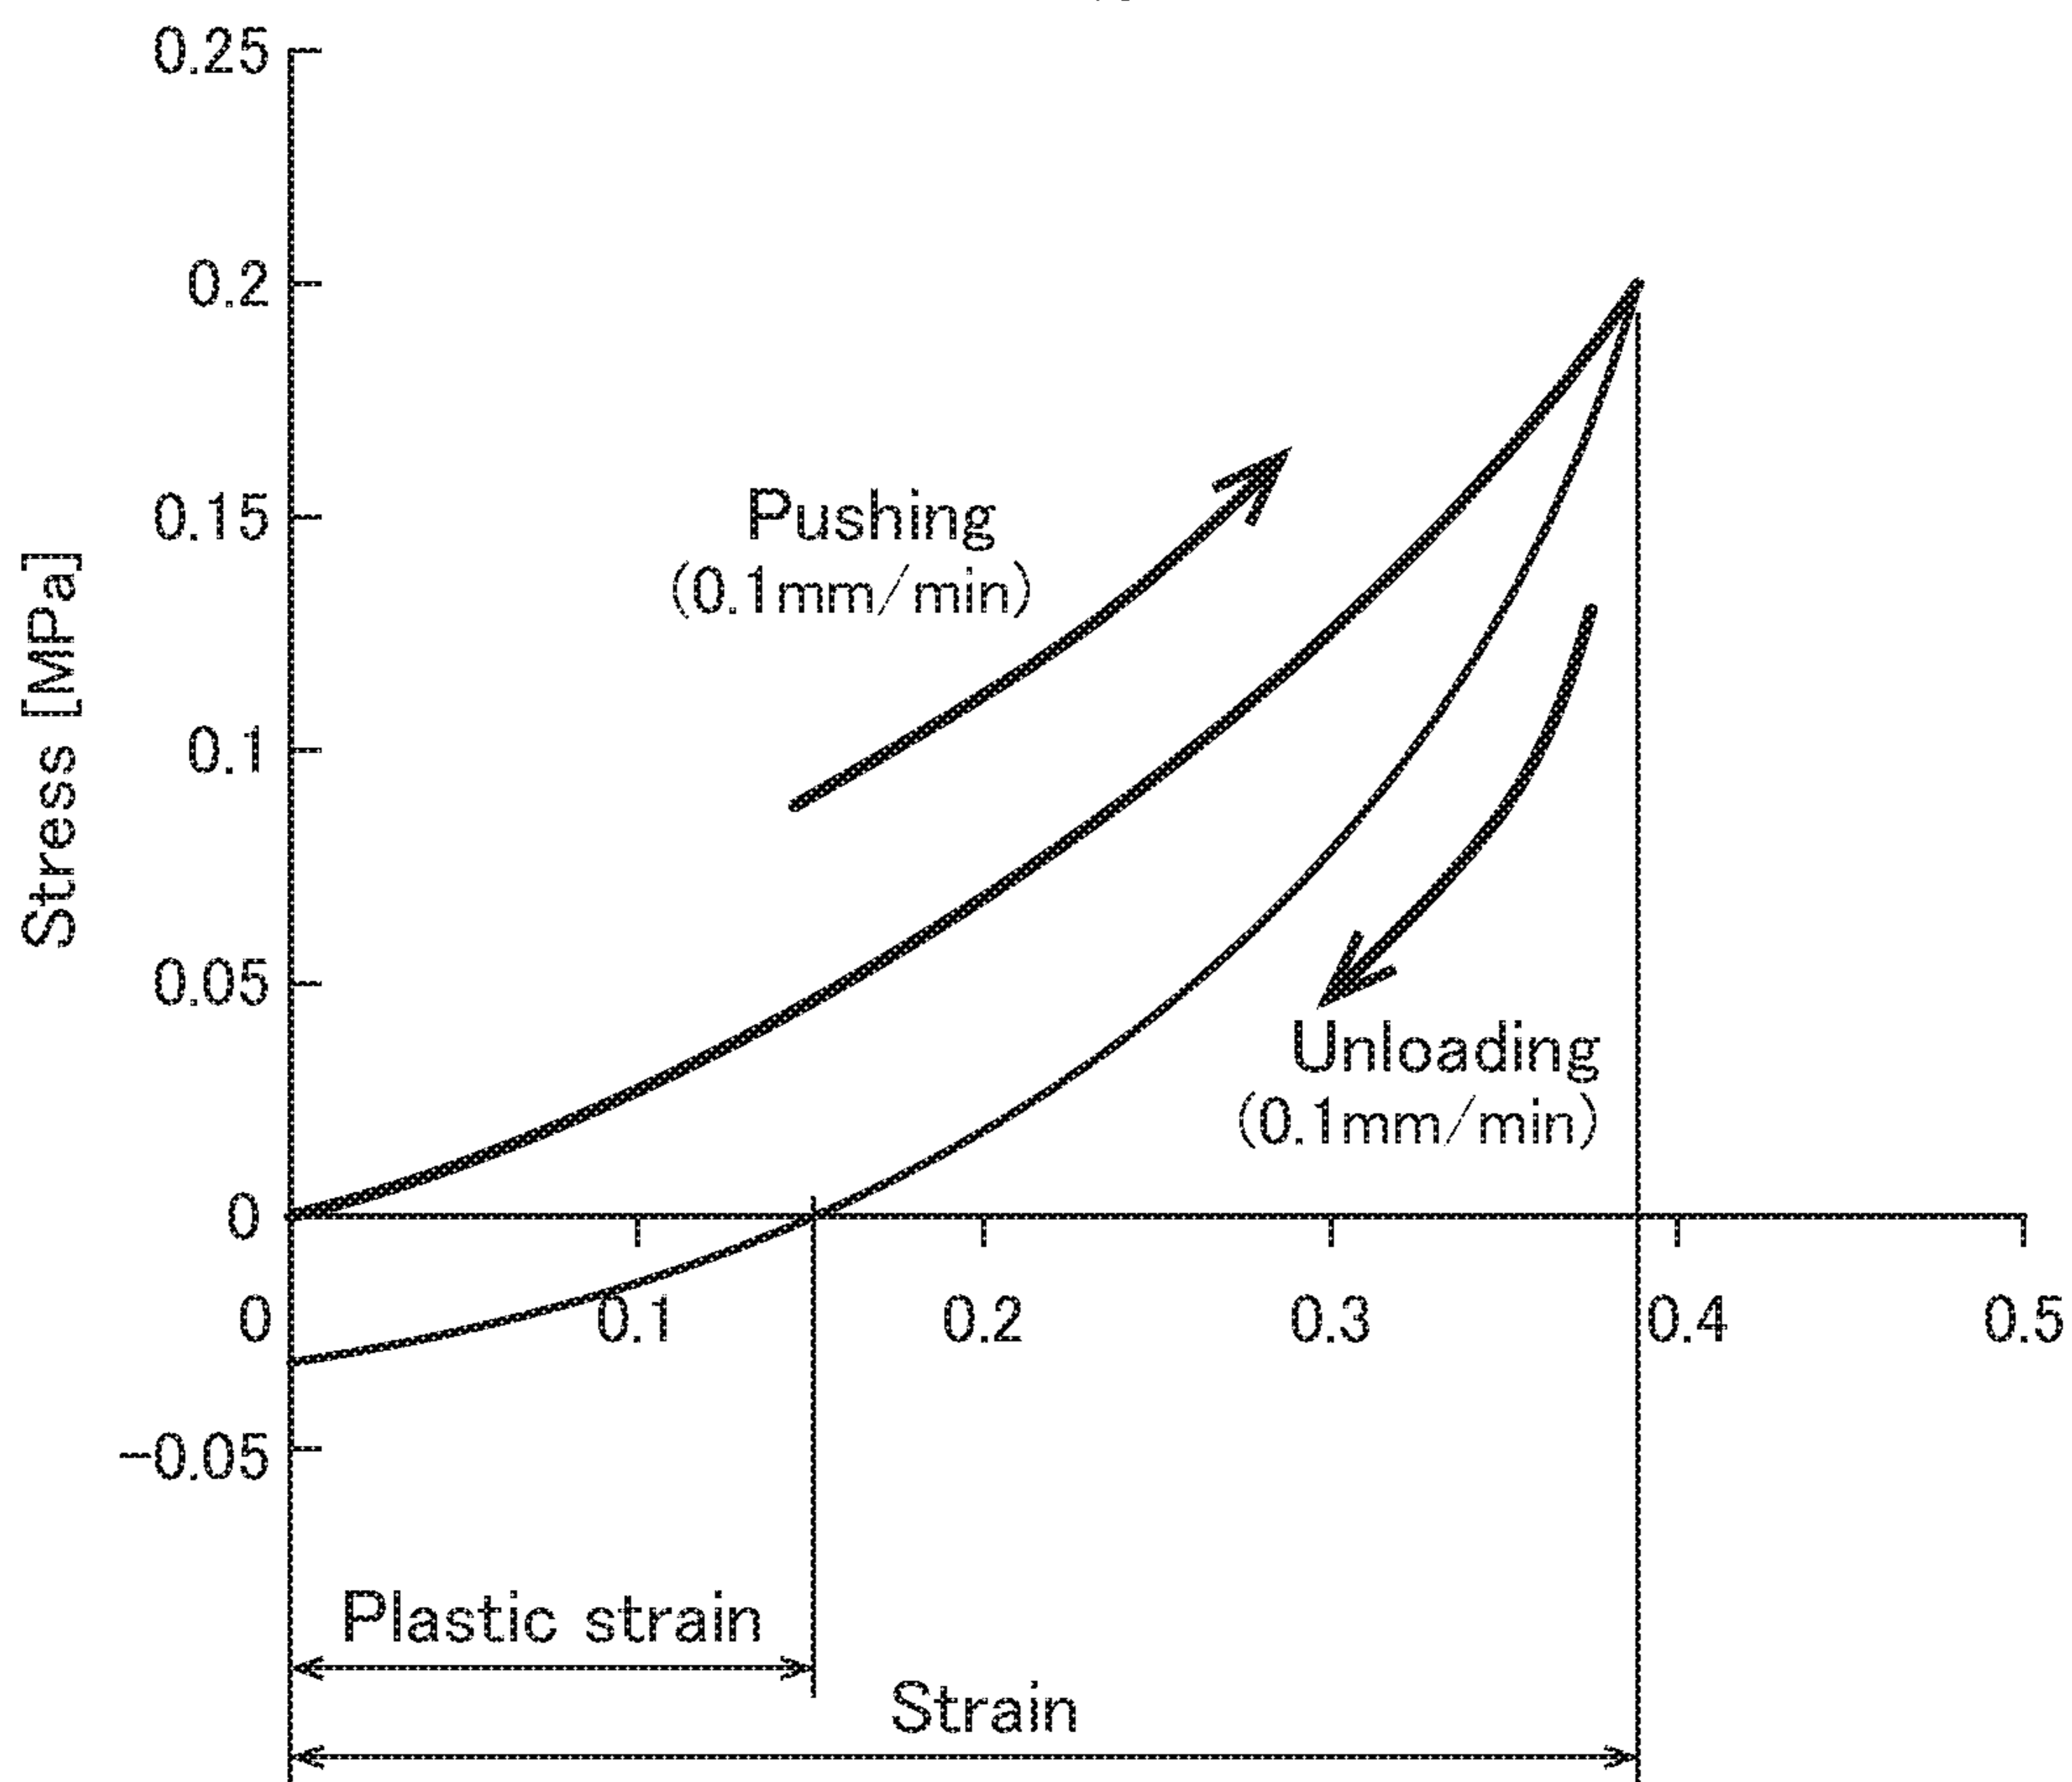 0.25
0.2
0.15
0.1
0.05
0
-0.05
Stress [MPa]
Pushing
(0.1mm/min)
Unloading
(0.1mm/min)
0 0.1 0.2 0.3 0.4 0.5
Plastic strain
Strain